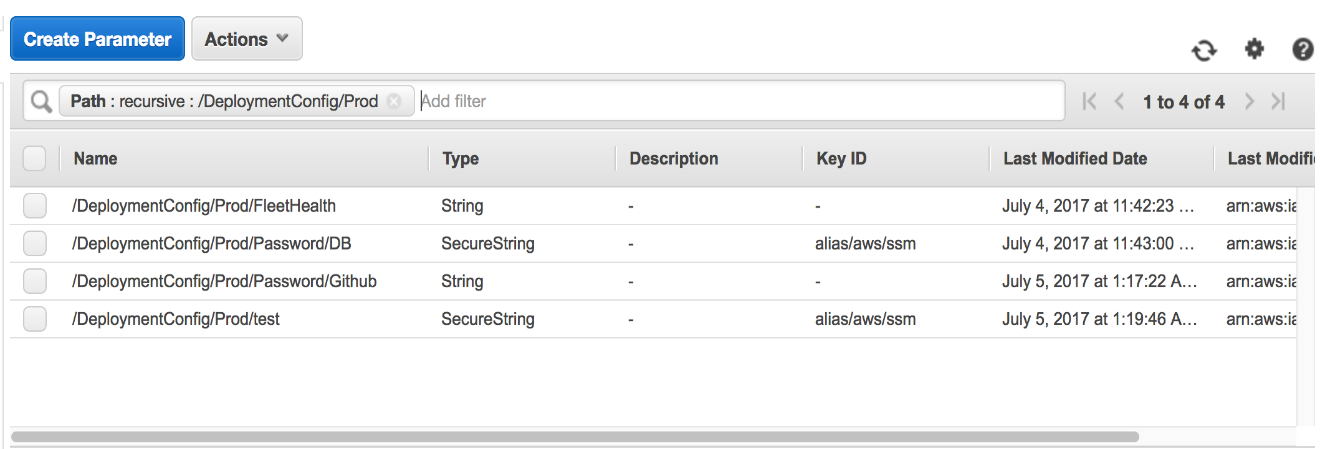 Create Parameter Actions
Path : recursive : /DeploymentConfig/Prod Add filter 1 to 4 of 4
Name Type Description Key ID Last Modified Date Last Modifi
/DeploymentConfig/Prod/FleetHealth String - - July 4, 2017 at 11:42:23 ... arn:aws:ia
/DeploymentConfig/Prod/Password/DB SecureString - alias/aws/ssm July 4, 2017 at 11:43:00 ... arn:aws:ia
/DeploymentConfig/Prod/Password/Github String - - July 5, 2017 at 1:17:22 A... arn:aws:ia
/DeploymentConfig/Prod/test SecureString - alias/aws/ssm July 5, 2017 at 1:19:46 A... arn:aws:ia